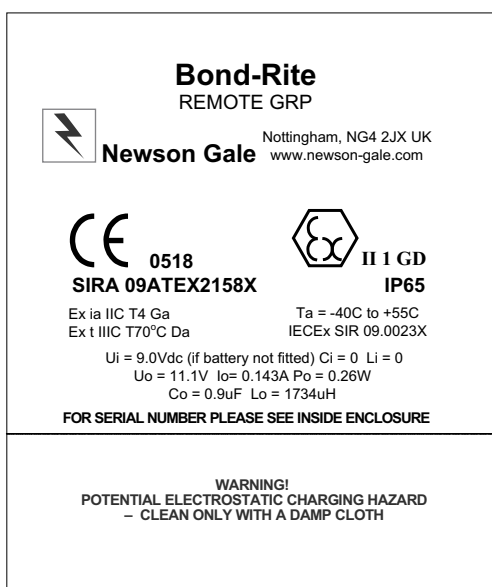 Bond-Rite
REMOTE GRP
Newson Gale
Nottingham, NG4 2JX UK
www.newson-gale.com
CE 0518
SIRA 09ATEX2158X
Ex II 1 GD
IP65
Ex ia IIC T4 Ga
Ex t IIIC T70°C Da
Ta = -40C to +55C
IECEx SIR 09.0023X
Ui = 9.0Vdc (if battery not fitted) Ci = 0 Li = 0
Uo = 11.1V Io= 0.143A Po = 0.26W
Co = 0.9uF Lo = 1734uH
FOR SERIAL NUMBER PLEASE SEE INSIDE ENCLOSURE
WARNING!
POTENTIAL ELECTROSTATIC CHARGING HAZARD
– CLEAN ONLY WITH A DAMP CLOTH